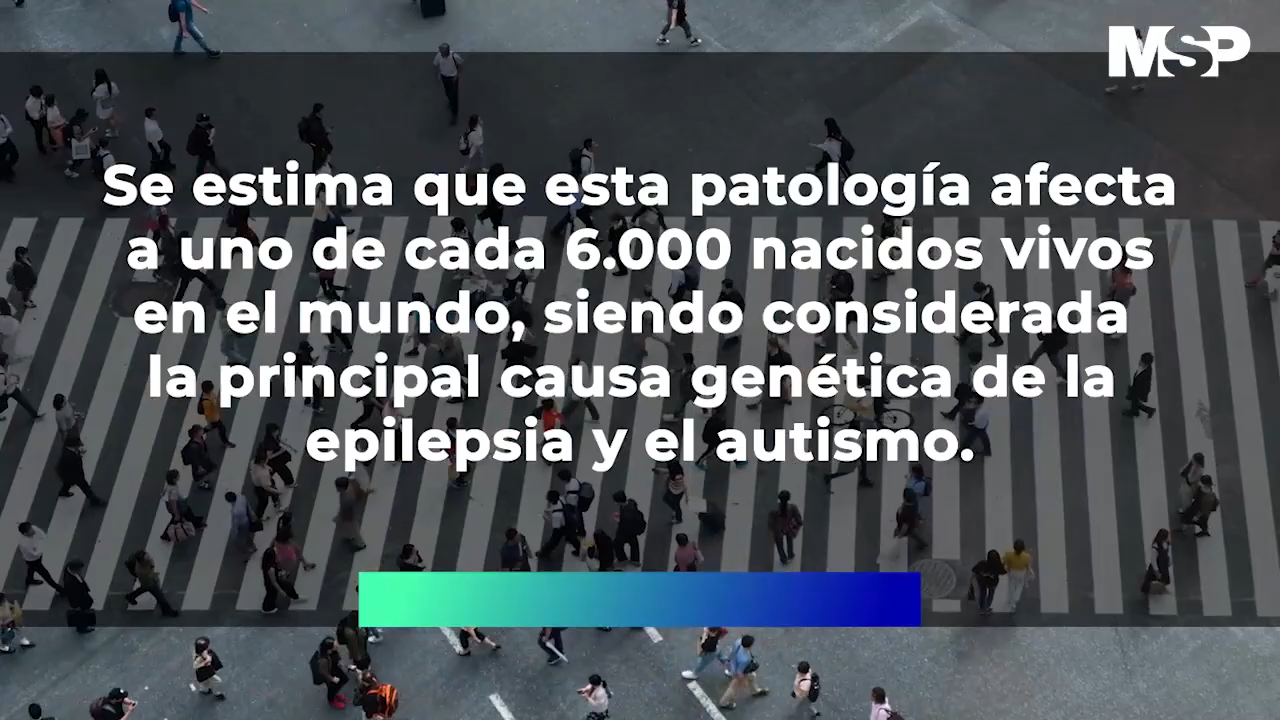 MSP
Se estima que esta patología afecta
a uno de cada 6.000 nacidos vivos
en el mundo, siendo considerada
la principal causa genética de la
epilepsia y el autismo.